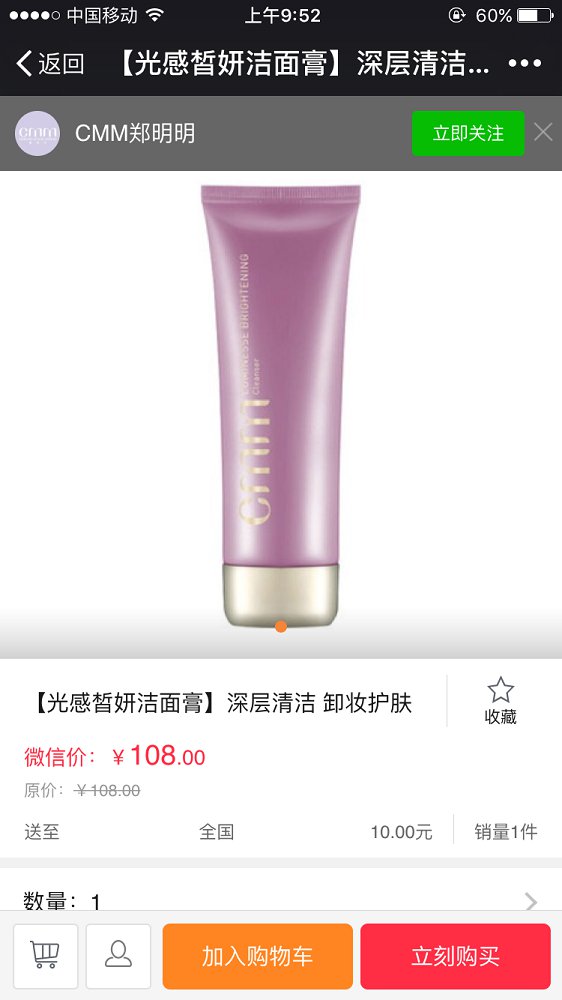 中国移动 上午9:52 60%
返回 【光感皙妍洁面膏】深层清洁...
cmm CMM郑明明 立即关注
LUMINESSE BRIGHTENING
Cleanser
cmm
【光感皙妍洁面膏】深层清洁 卸妆护肤
收藏
微信价：￥108.00
原价：￥108.00
送至 全国 10.00元 销量1件
数量：1
加入购物车 立刻购买